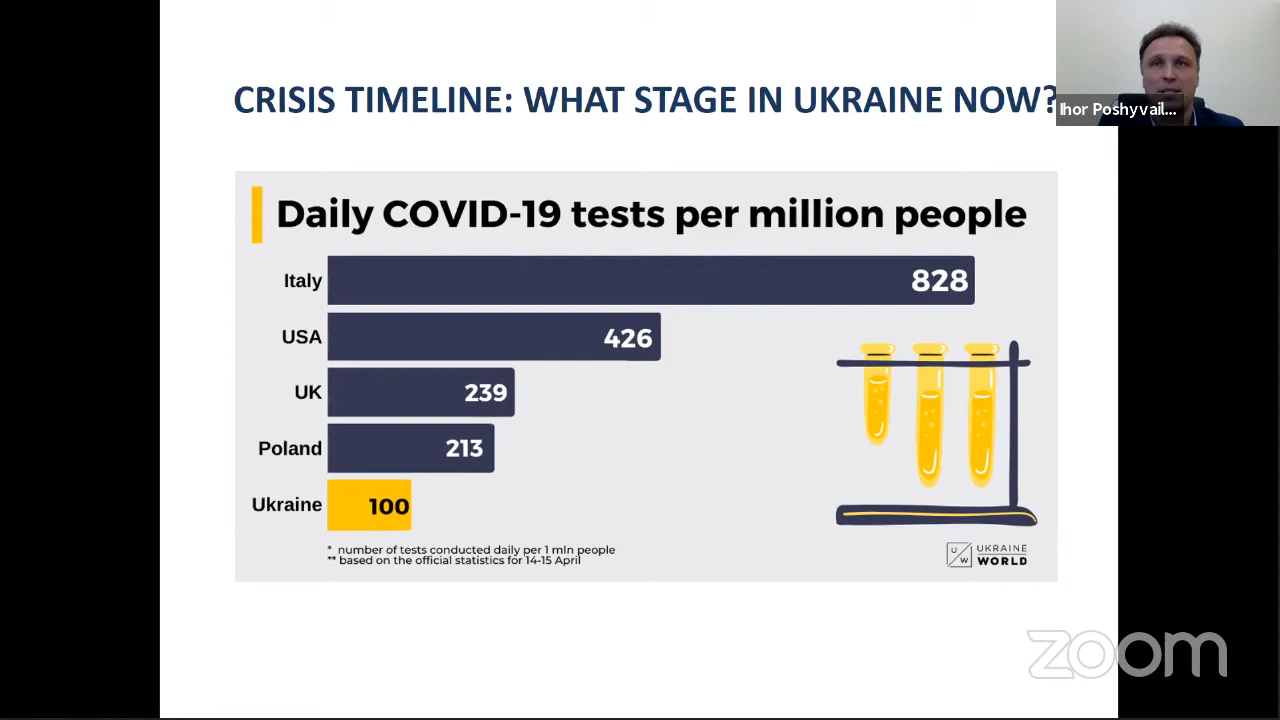 CRISIS TIMELINE: WHAT STAGE IN UKRAINE NOW?
Ihor Poshyvail...
Daily COVID-19 tests per million people
Italy 828
USA 426
UK 239
Poland 213
Ukraine 100
* number of tests conducted daily per 1 mln people
** based on the official statistics for 14-15 April
U W UKRAINE
WORLD
zoom